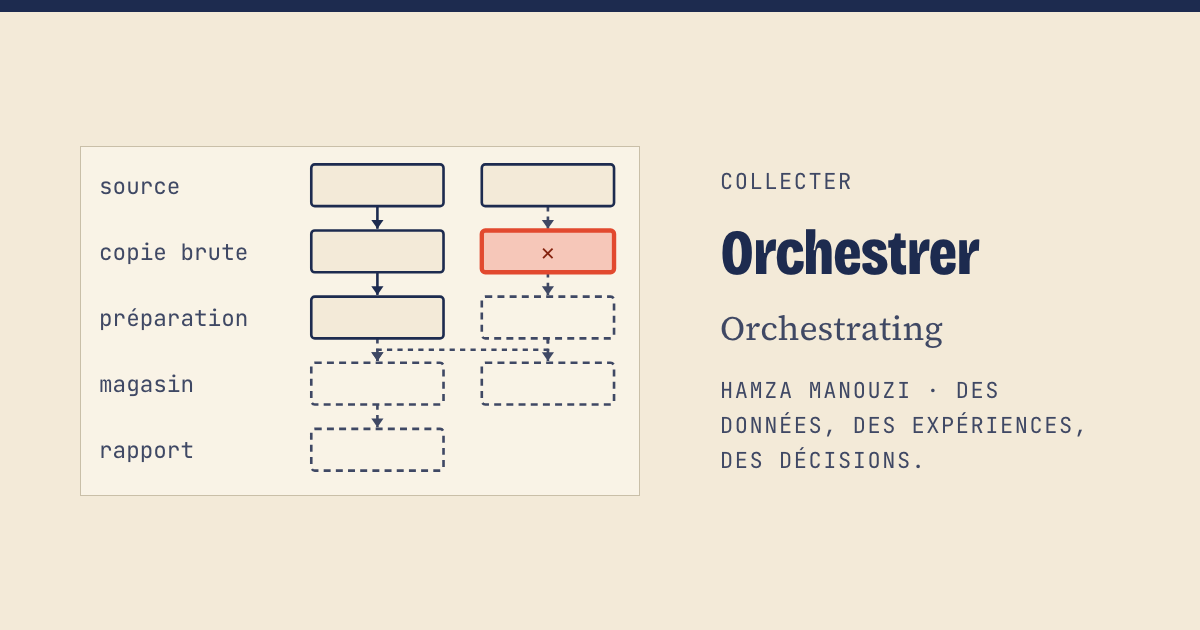 source
copie brute
×
préparation
magasin
rapport
COLLECTER
Orchestrer
Orchestrating
HAMZA MANOUZI · DES
DONNÉES, DES EXPÉRIENCES,
DES DÉCISIONS.